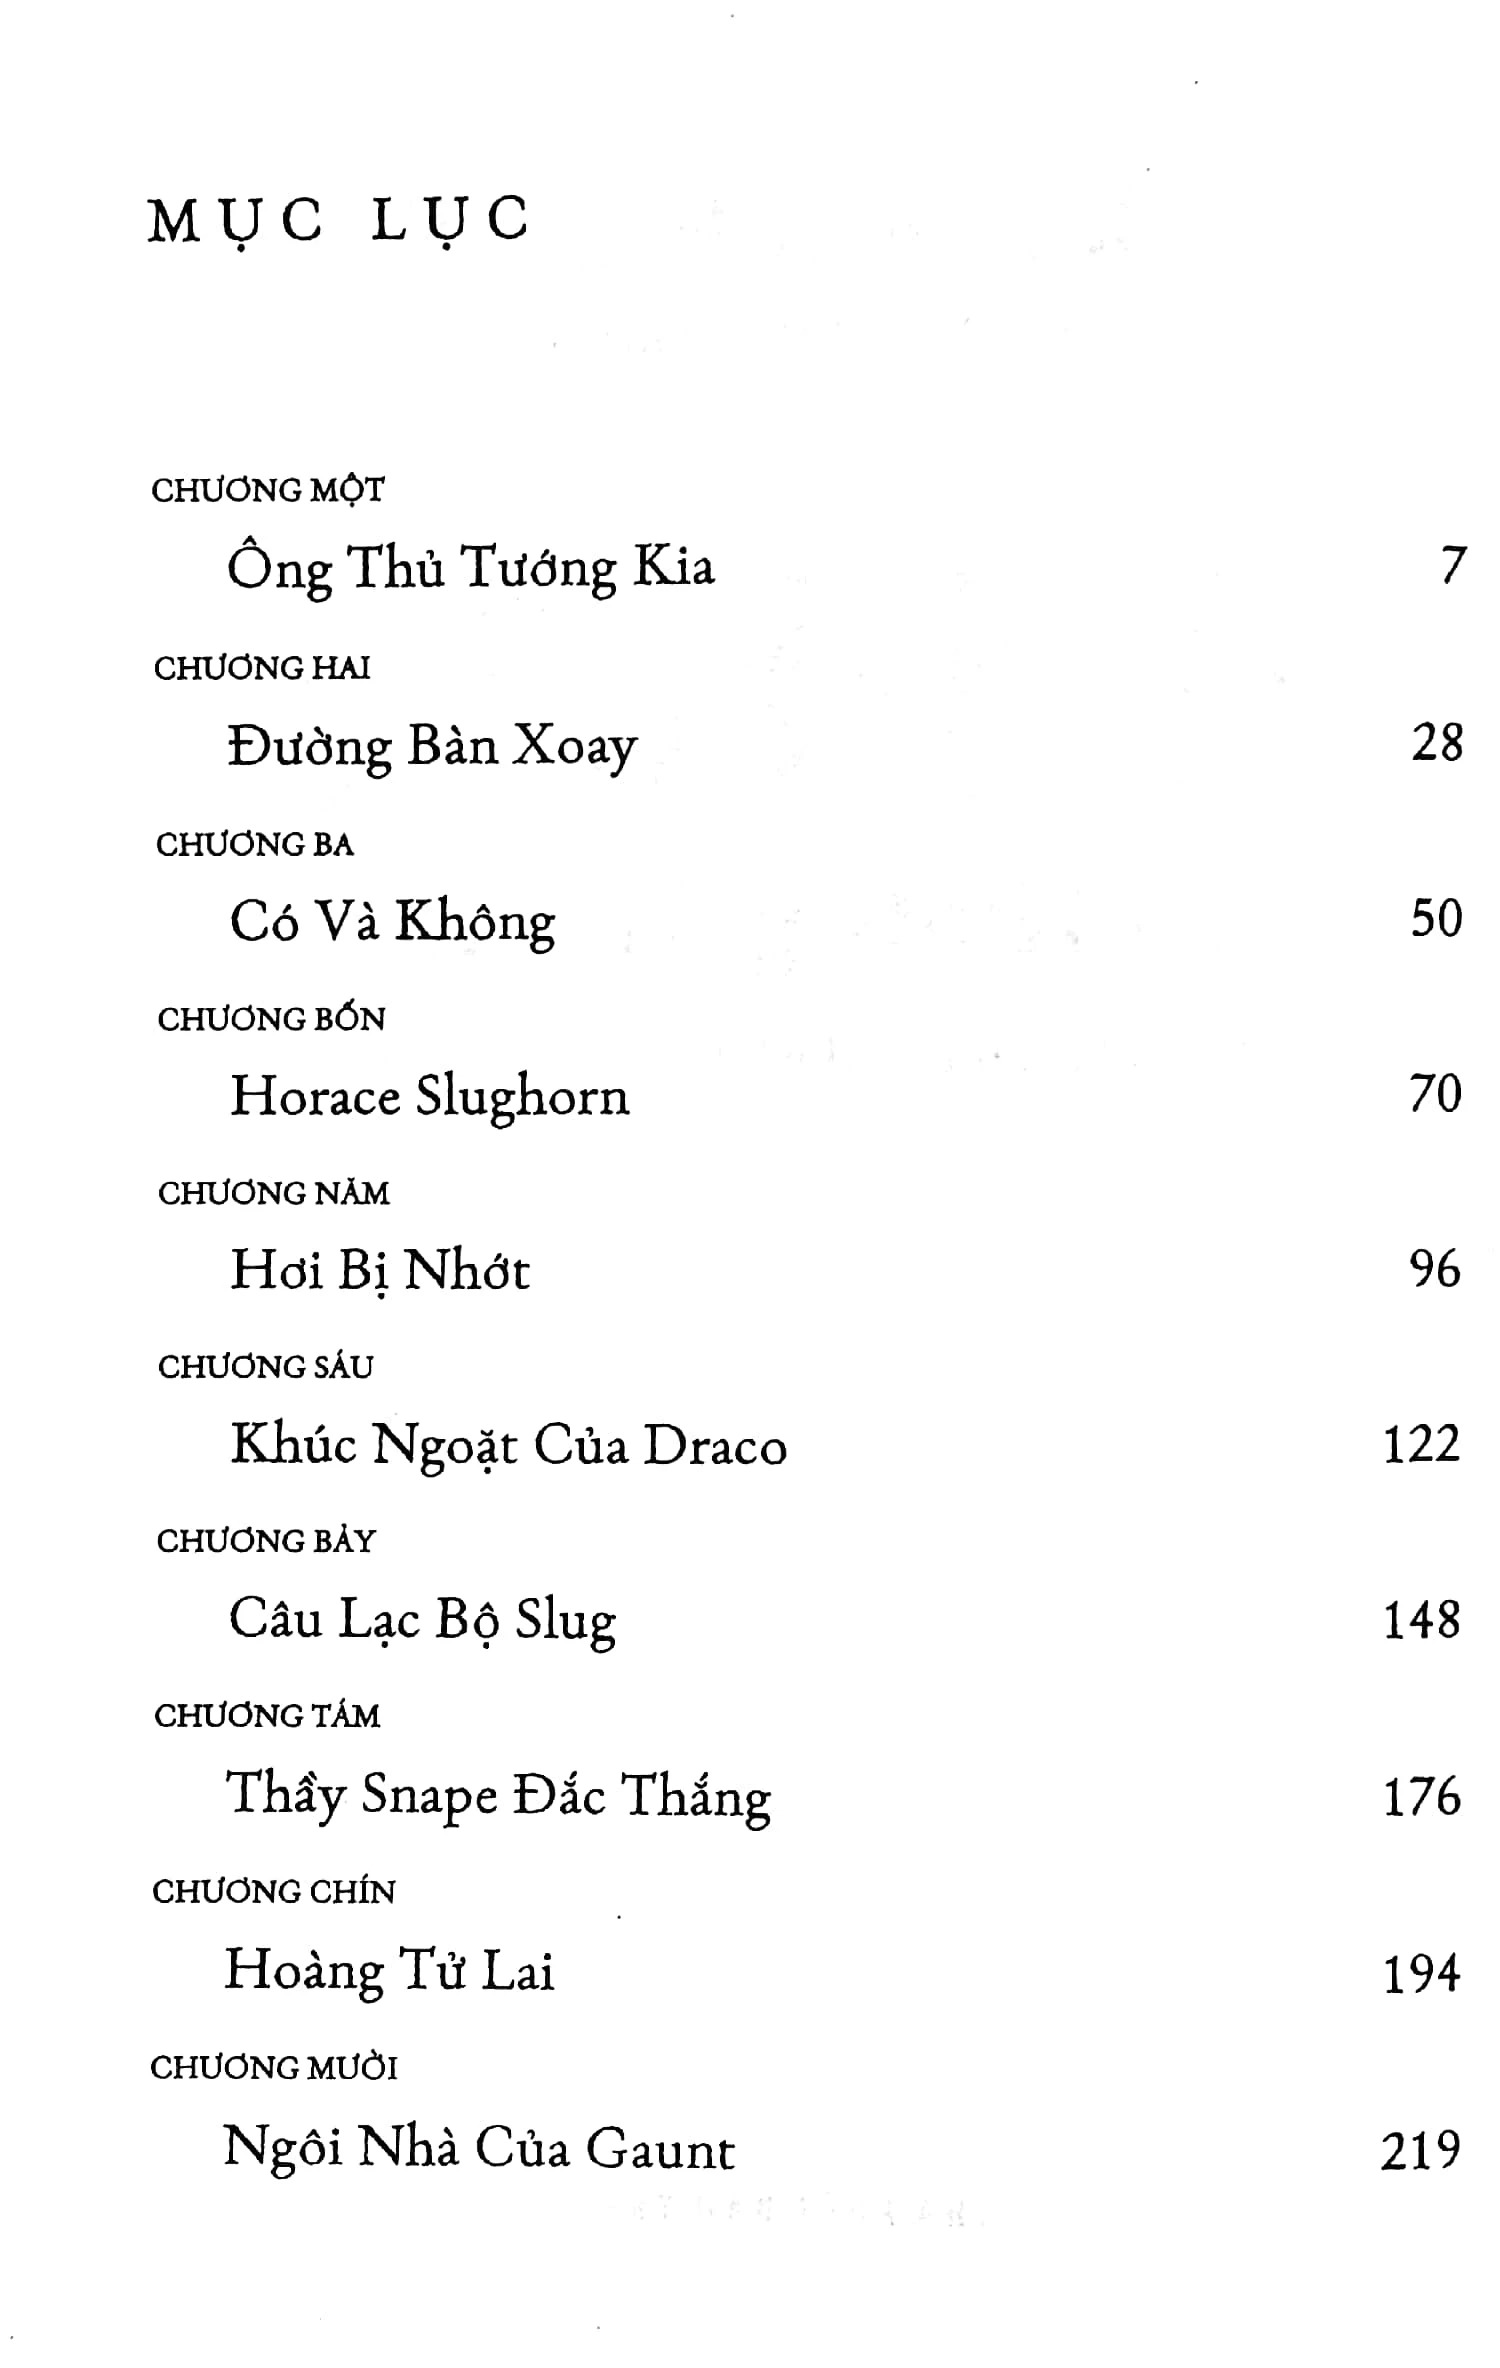 MỤC LỤC
CHƯƠNG MỘT
Ông Thủ Tướng Kia 7
CHƯƠNG HAI
Đường Bàn Xoay 28
CHƯƠNG BA
Có Và Không 50
CHƯƠNG BỐN
Horace Slughorn 70
CHƯƠNG NĂM
Hơi Bị Nhớt 96
CHƯƠNG SÁU
Khúc Ngoặt Của Draco 122
CHƯƠNG BẢY
Câu Lạc Bộ Slug 148
CHƯƠNG TÁM
Thầy Snape Đắc Thắng 176
CHƯƠNG CHÍN
Hoàng Tử Lai 194
CHƯƠNG MƯỜI
Ngôi Nhà Của Gaunt 219